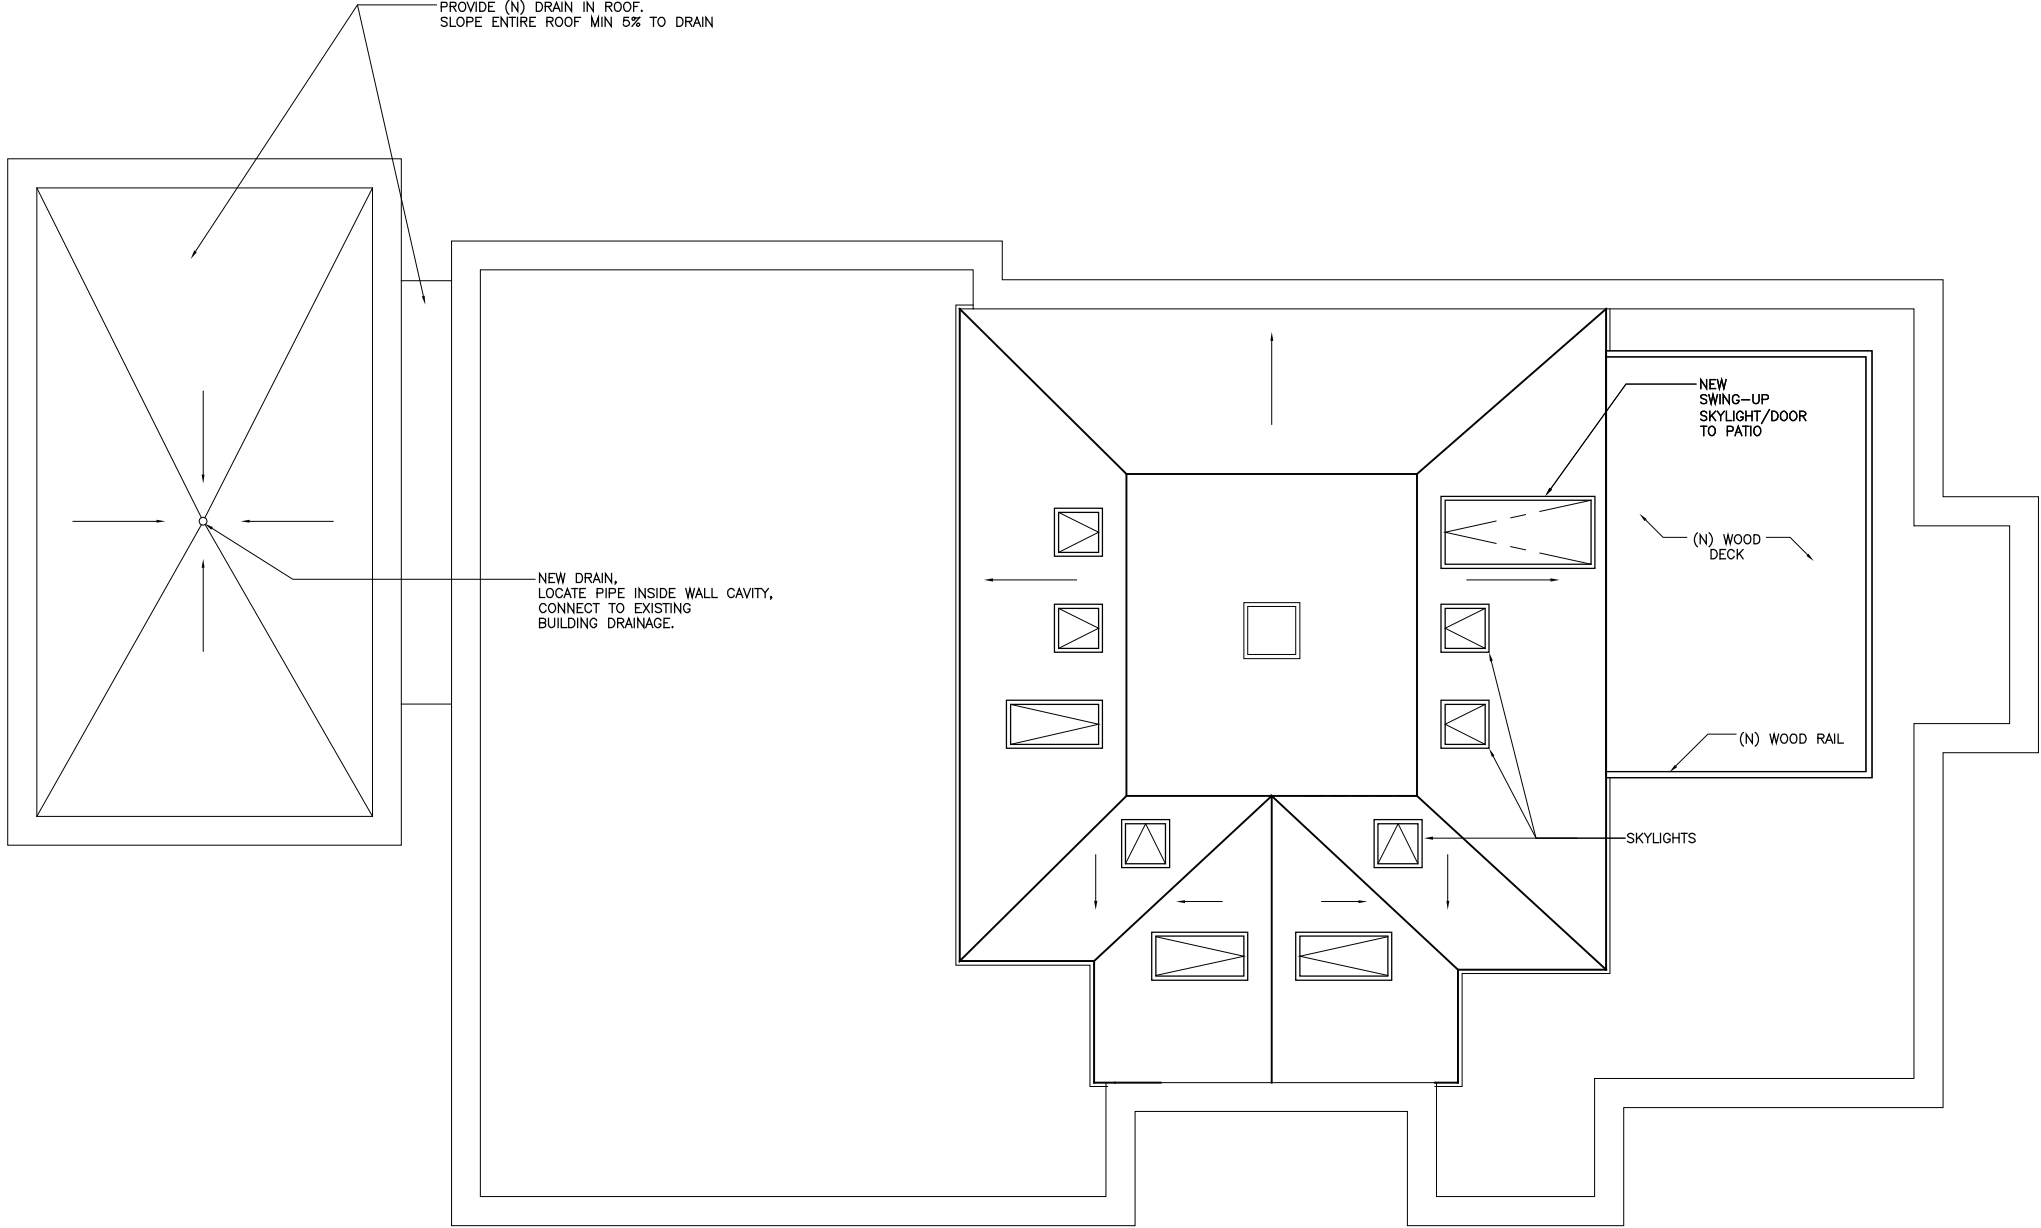 PROVIDE (N) DRAIN IN ROOF.
SLOPE ENTIRE ROOF MIN 5% TO DRAIN
NEW
SWING-UP
SKYLIGHT/DOOR
TO PATIO
(N) WOOD
DECK
NEW DRAIN,
LOCATE PIPE INSIDE WALL CAVITY,
CONNECT TO EXISTING
BUILDING DRAINAGE.
(N) WOOD RAIL
SKYLIGHTS